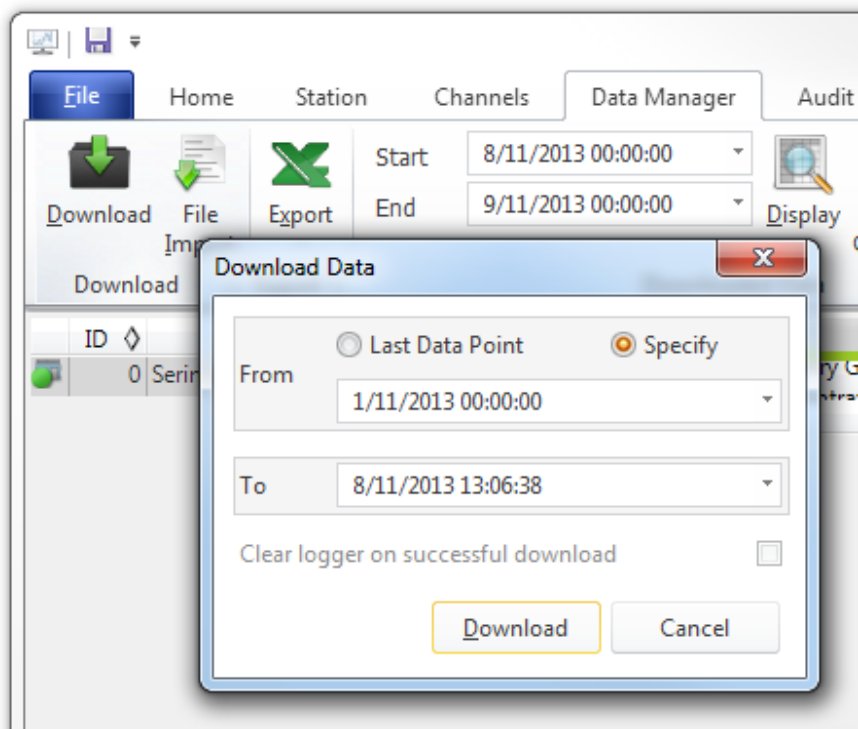 File Home Station Channels Data Manager Audit
Start 8/11/2013 00:00:00
End 9/11/2013 00:00:00
Download File Export Display
Download
Download Data
ID
0
Last Data Point Specify
From
1/11/2013 00:00:00
To 8/11/2013 13:06:38
Clear logger on successful download
Download Cancel